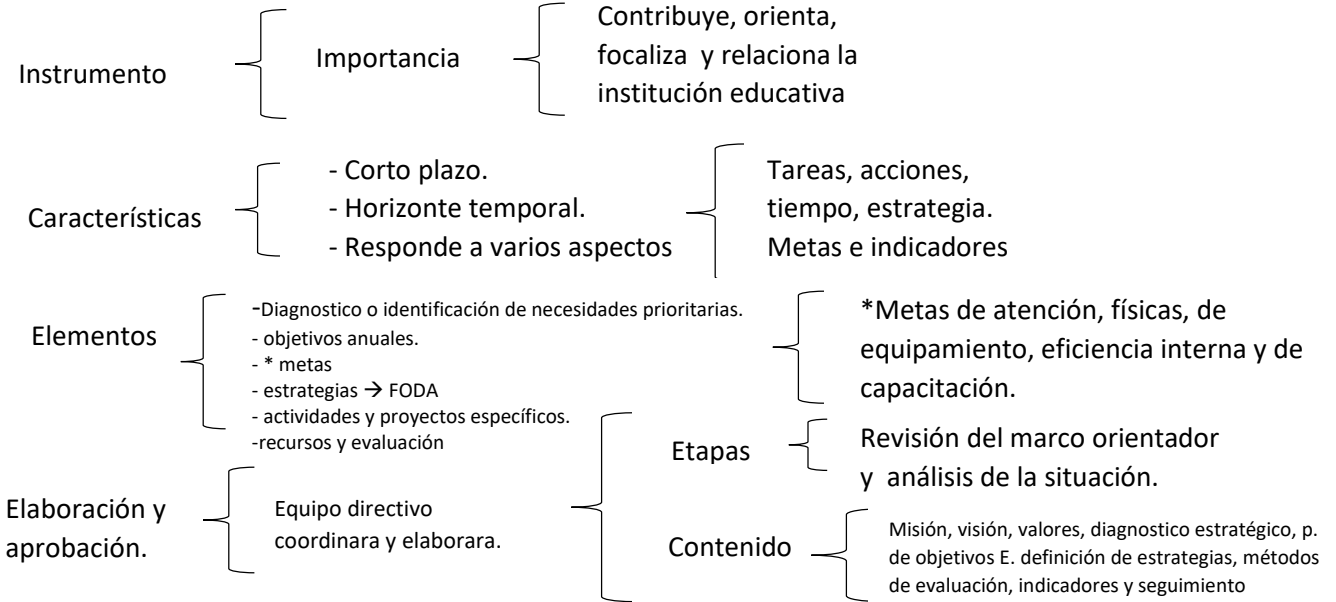 Instrumento
Importancia
Contribuye, orienta,
focaliza y relaciona la
institución educativa
Característicias
- Corto plazo.
- Horizonte temporal.
- Responde a varios aspectos
Tareas, acciones,
tiempo, estrategia.
Metas e indicadores
Elementos
-Diagnostico o identificación de necesidades prioritarias.
- objetivos anuales.
- * metas
- estrategias → FODA
- actividades y proyectos específicos.
-recursos y evaluación
*Metas de atención, físicas, de
equipamiento, eficiencia interna y de
capacitación.
Elaboración y
aprobación.
Equipo directivo
coordinara y elaborara.
Etapas
Revisión del marco orientador
y análisis de la situación.
Contenido
Misión, visión, valores, diagnostico estratégico, p.
de objetivos E. definición de estrategias, métodos
de evaluación, indicadores y seguimiento